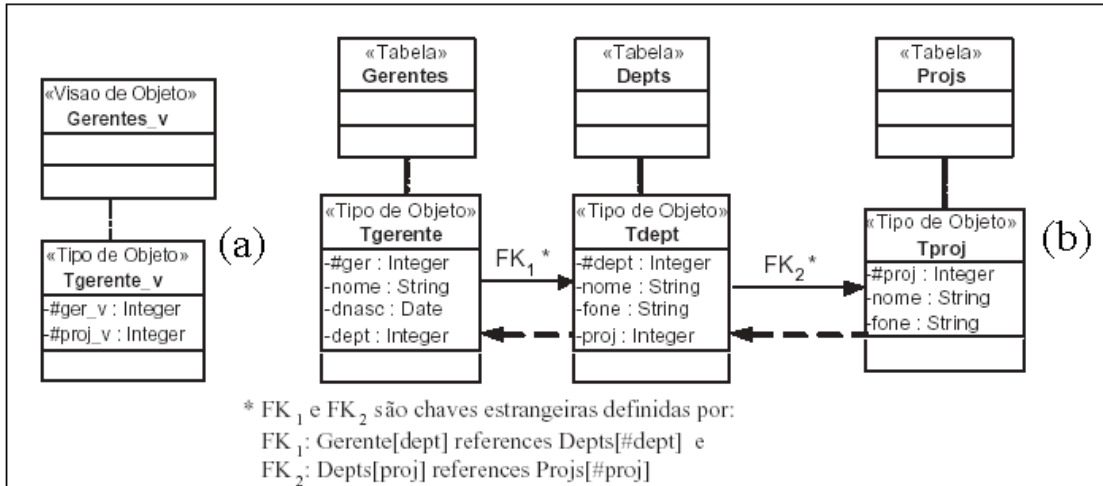 «Visao de Objeto»
Gerentes_v
«Tipo de Objeto»
Tgerente_v
-#ger_v : Integer
-#proj_v : Integer
(a)
«Tabela»
Gerentes
«Tipo de Objeto»
Tgerente
-#ger : Integer
-nome : String
-dnasc : Date
-dept : Integer
FK1 *
«Tabela»
Depts
«Tipo de Objeto»
Tdept
-#dept : Integer
-nome : String
-fone : String
-proj : Integer
FK2 *
«Tabela»
Projs
«Tipo de Objeto»
Tproj
-#proj : Integer
-nome : String
-fone : String
(b)
* FK1 e FK2 são chaves estrangeiras definidas por:
FK1: Gerente[dept] references Depts[#dept] e
FK2: Depts[proj] references Projs[#proj]